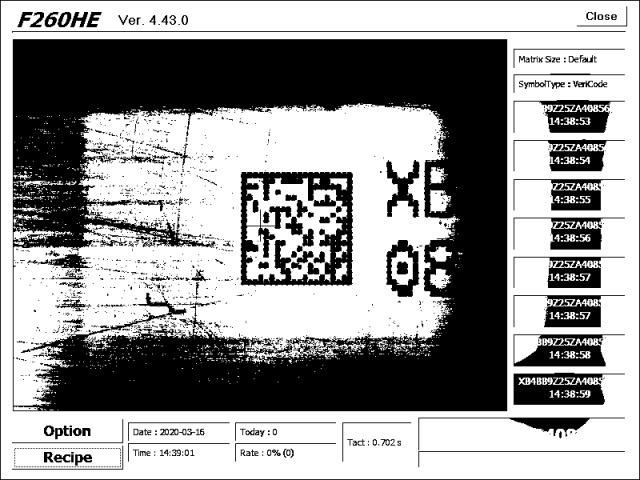 F260HE Ver. 4.43.0
Close
Matrix Size : Default
SymbolType : VeriCode
XB
08
14:38:53
14:38:54
14:38:55
14:38:56
14:38:57
14:38:57
14:38:58
XB4BB9Z25ZA408
14:38:59
Option
Recipe
Date : 2020-03-16
Time : 14:39:01
Today : 0
Rate : 0% (0)
Tact : 0.702 s